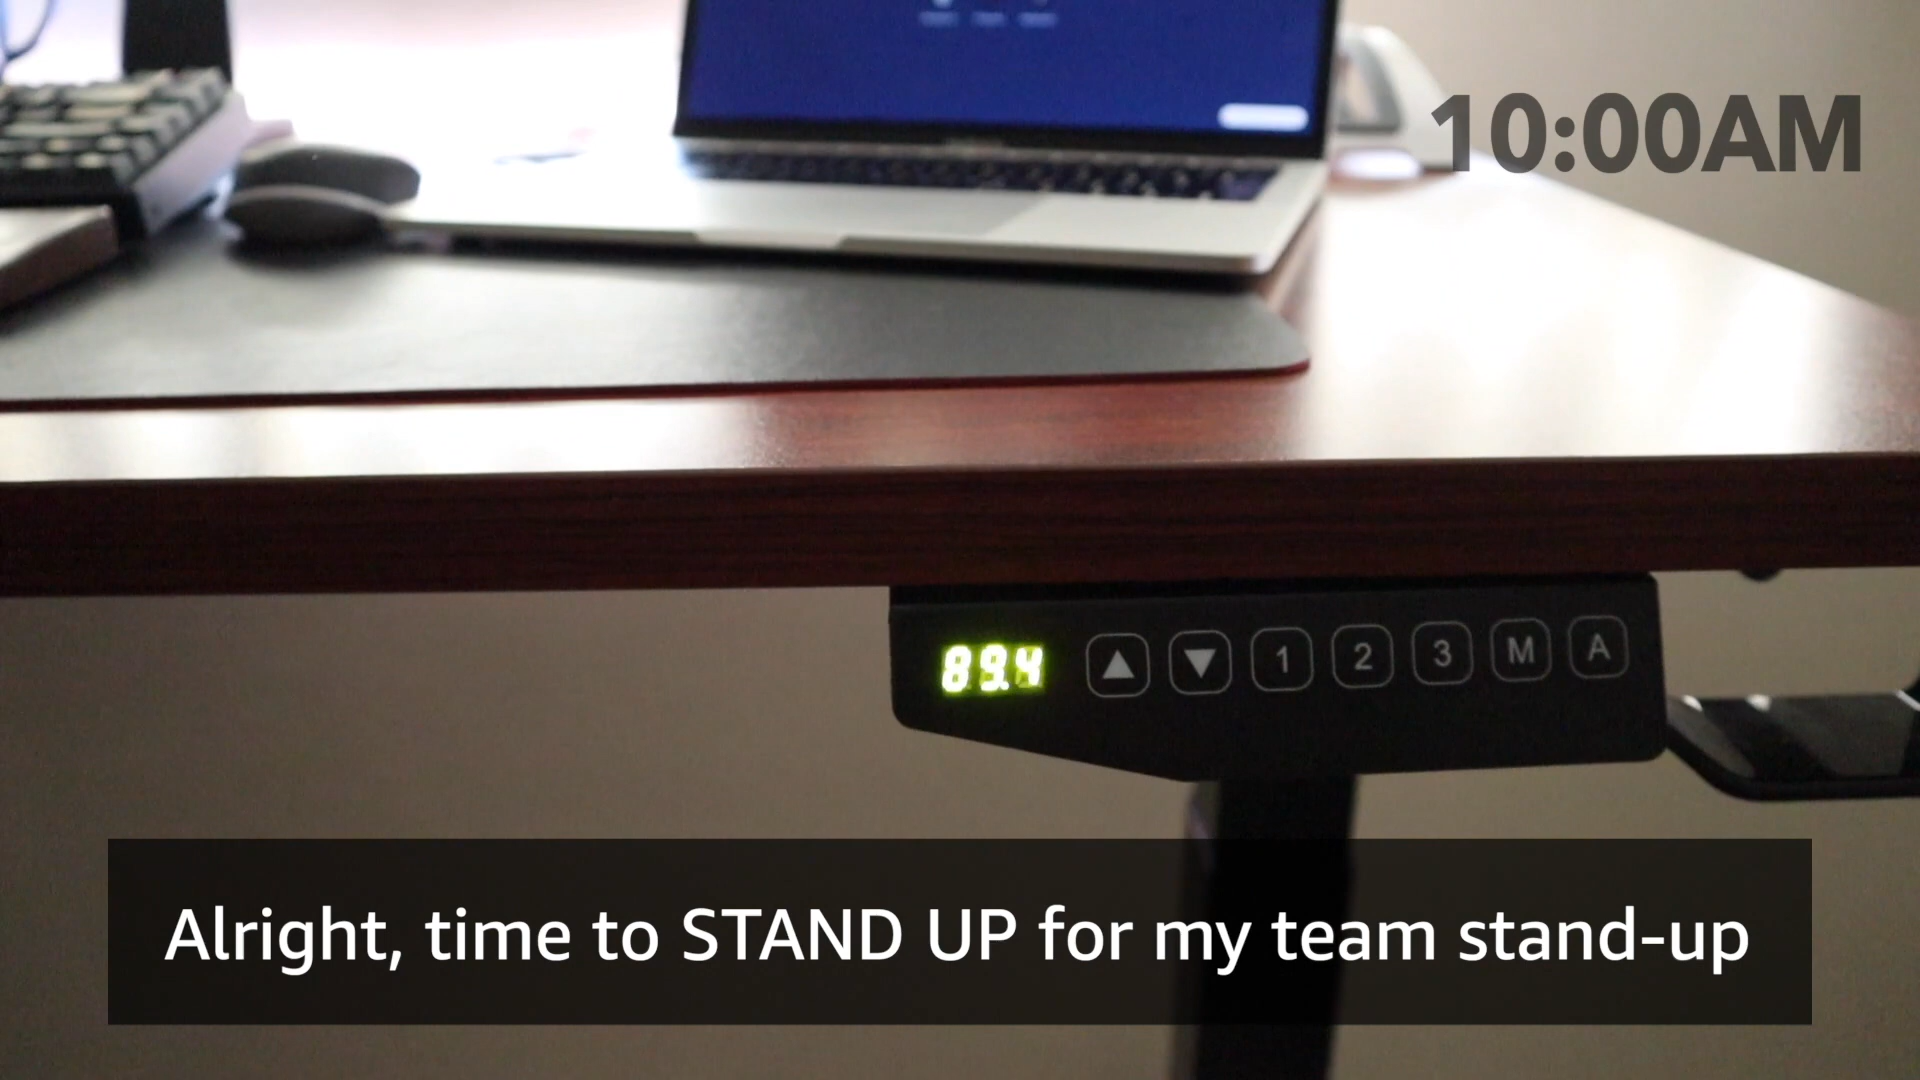 10:00AM
89.4 1 2 3 M A
Alright, time to STAND UP for my team stand-up